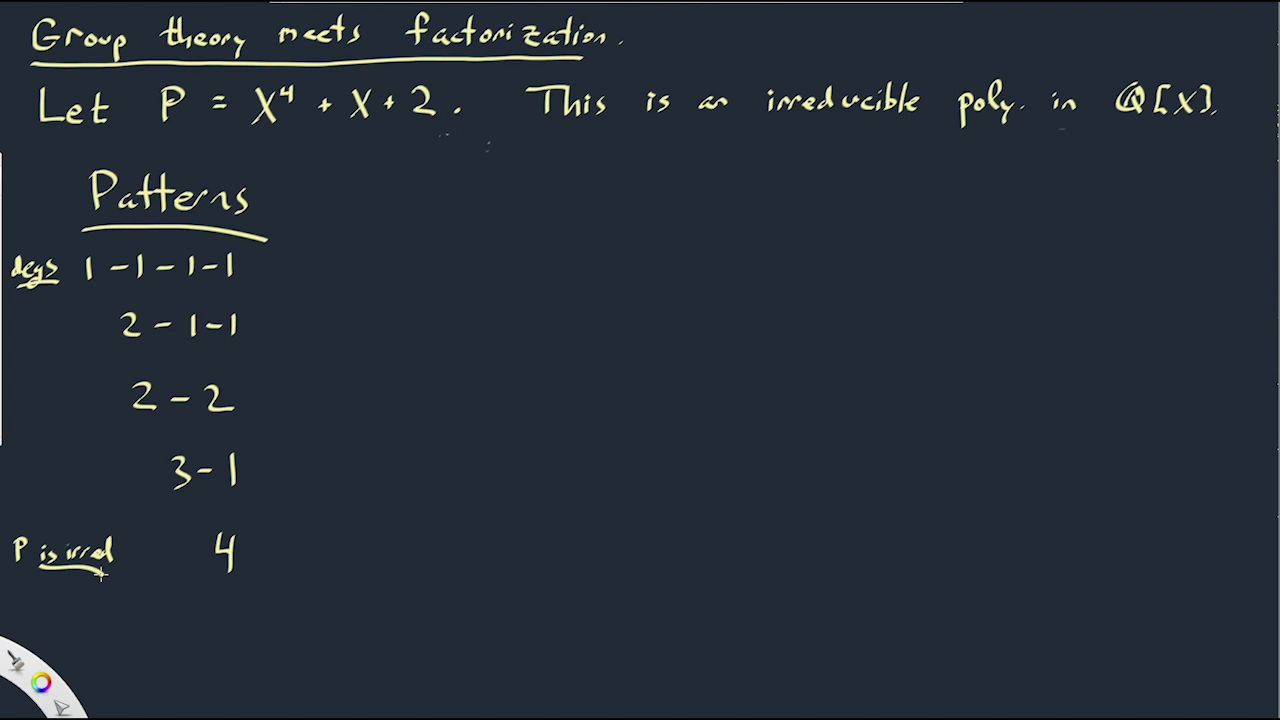 Group theory meets factorization.
Let P = X⁴ + X + 2. This is an irreducible poly. in ℚ[X].
Patterns
degs 1 - 1 - 1 - 1
2 - 1 - 1
2 - 2
3 - 1
P is irred 4